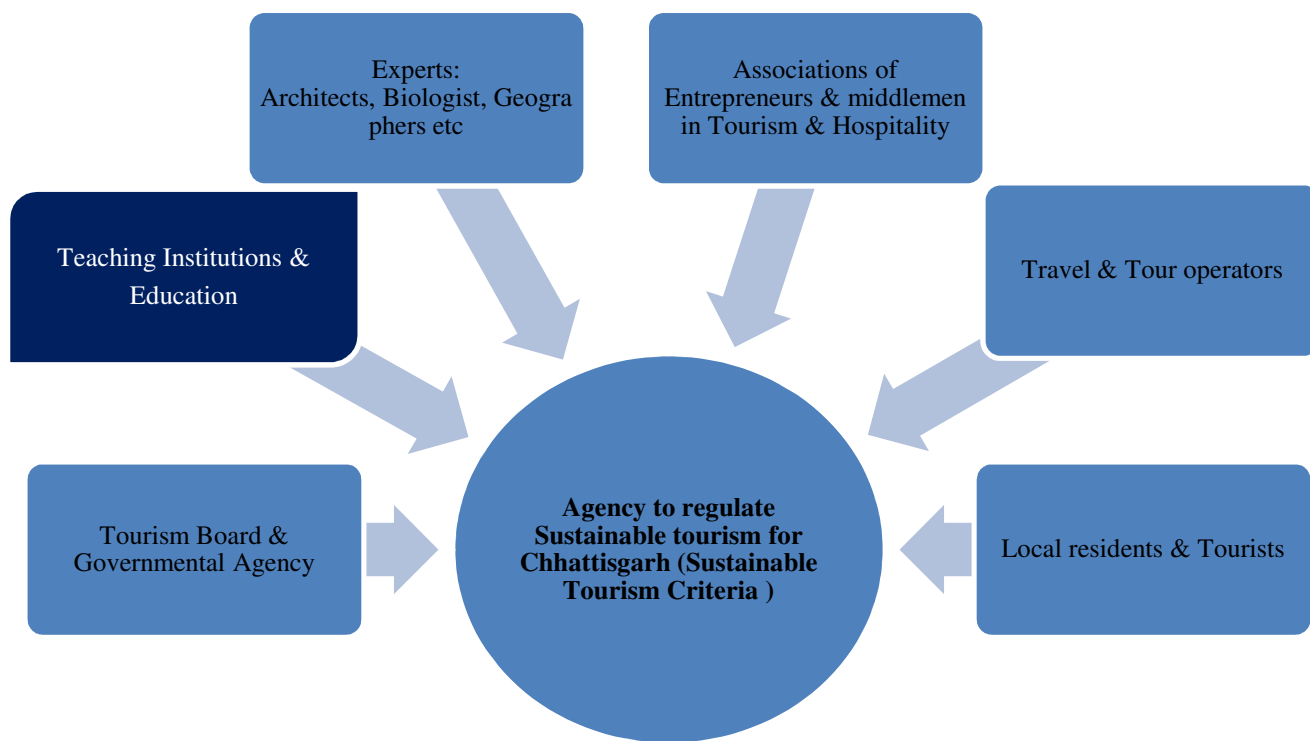 Experts:
Architects, Biologist, Geogra
phers etc
Associations of
Entrepreneurs & middlemen
in Tourism & Hospitality
Teaching Institutions &
Education
Travel & Tour operators
Tourism Board &
Governmental Agency
Agency to regulate
Sustainable tourism for
Chhattisgarh (Sustainable
Tourism Criteria )
Local residents & Tourists